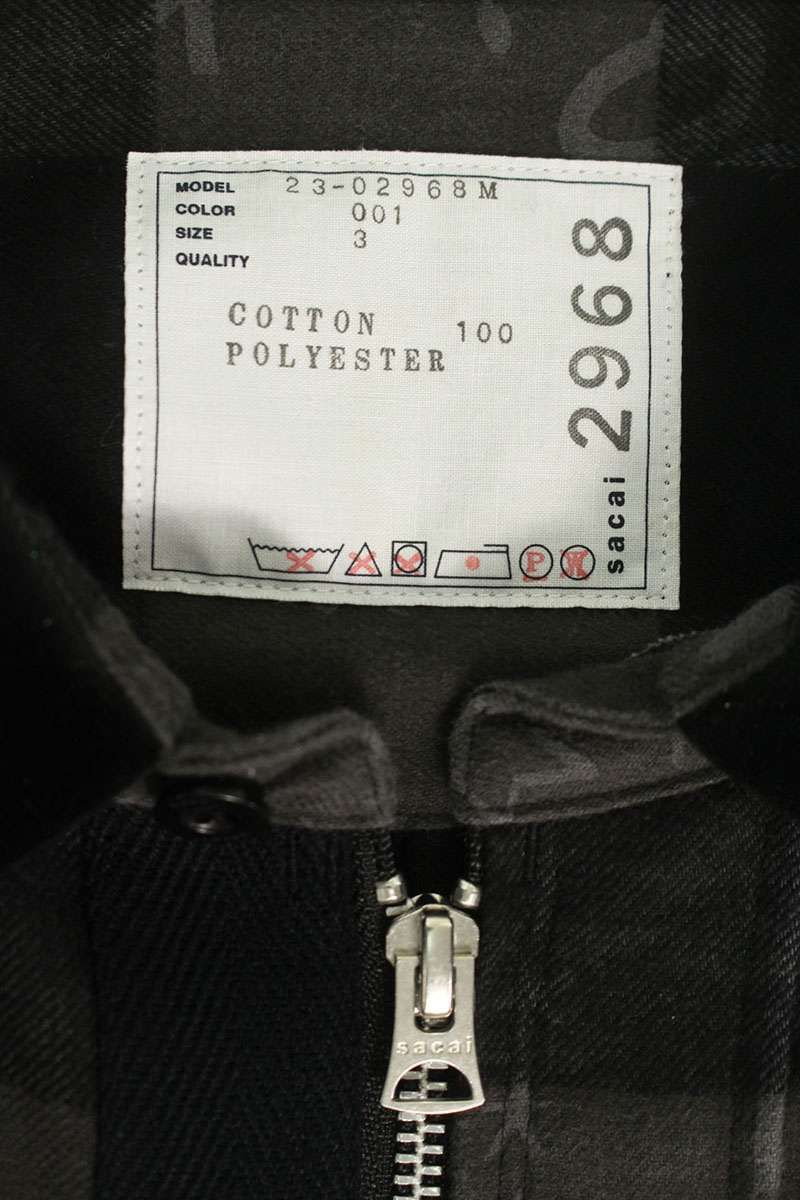 MODEL 23-02968M
COLOR 001
SIZE 3
QUALITY
COTTON 100
POLYESTER
sacai 2968
P
W
sacai